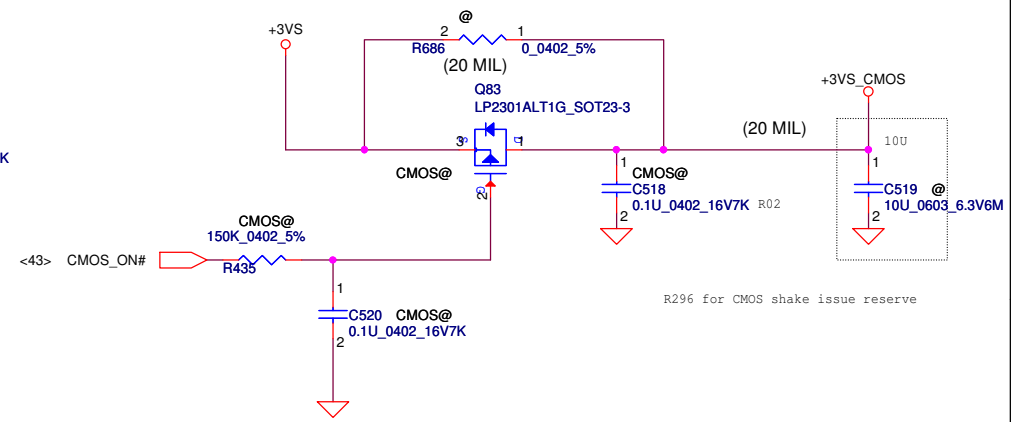 @
+3VS
2
1
R686
0_0402_5%
(20 MIL)
Q83
LP2301ALT1G_SOT23-3
+3VS_CMOS
(20 MIL)
10U
3
S
D
1
K
CMOS@
G
2
1
CMOS@
C518
0.1U_0402_16V7K
R02
2
1
C519
@
10U_0603_6.3V6M
2
CMOS@
150K_0402_5%
<43>
CMOS_ON#
R435
R296 for CMOS shake issue reserve
1
C520
CMOS@
0.1U_0402_16V7K
2